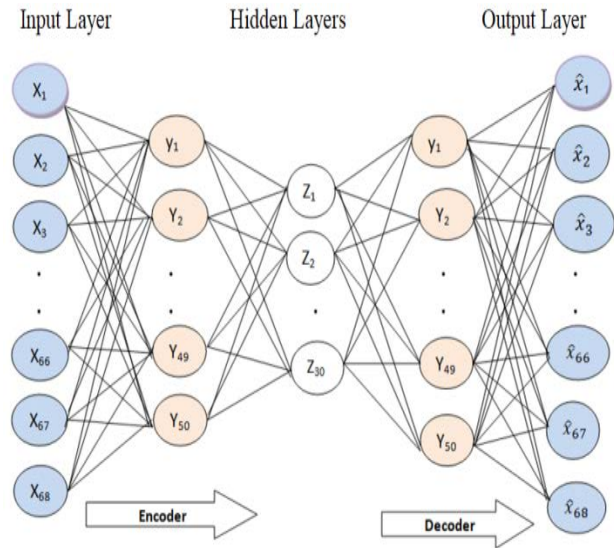 Input Layer
Hidden Layers
Output Layer
X₁
X₂
X₃
.
.
X₆₆
X₆₇
X₆₈
y₁
Y₂
.
.
Y₄₉
Y₅₀
Z₁
Z₂
.
Z₃₀
y₁
Y₂
.
.
Y₄₉
Y₅₀
x̂₁
x̂₂
x̂₃
.
.
x̂₆₆
x̂₆₇
x̂₆₈
Encoder
Decoder